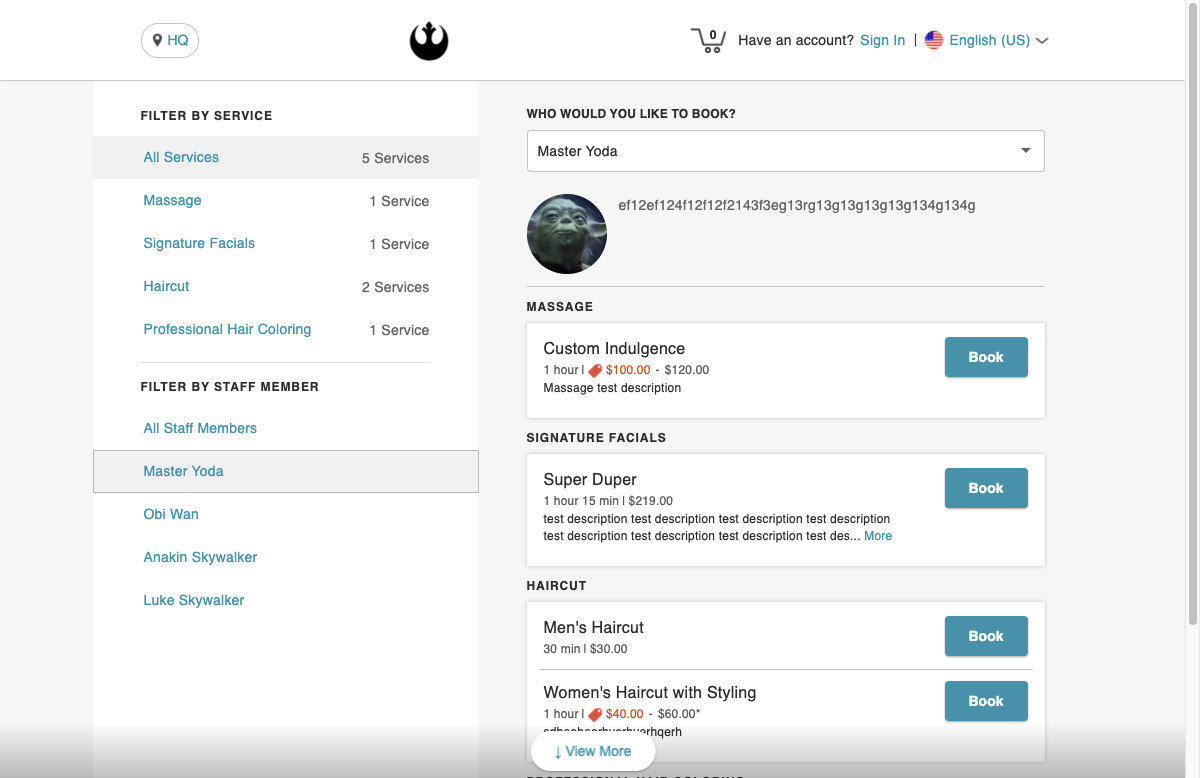 HQ
0
Have an account? Sign In | English (US)
FILTER BY SERVICE
All Services 5 Services
Massage 1 Service
Signature Facials 1 Service
Haircut 2 Services
Professional Hair Coloring 1 Service
FILTER BY STAFF MEMBER
All Staff Members
Master Yoda
Obi Wan
Anakin Skywalker
Luke Skywalker
WHO WOULD YOU LIKE TO BOOK?
Master Yoda
ef12ef124f12f12f2143f3eg13rg13g13g13g13g134g134g
MASSAGE
Custom Indulgence
Book
1 hour | $100.00 - $120.00
Massage test description
SIGNATURE FACIALS
Super Duper
Book
1 hour 15 min | $219.00
test description test description test description test description
test description test description test description test des... More
HAIRCUT
Men's Haircut
Book
30 min | $30.00
Women's Haircut with Styling
Book
1 hour | $40.00 - $60.00*
↓ View More
PROFESSIONAL HAIR COLORING